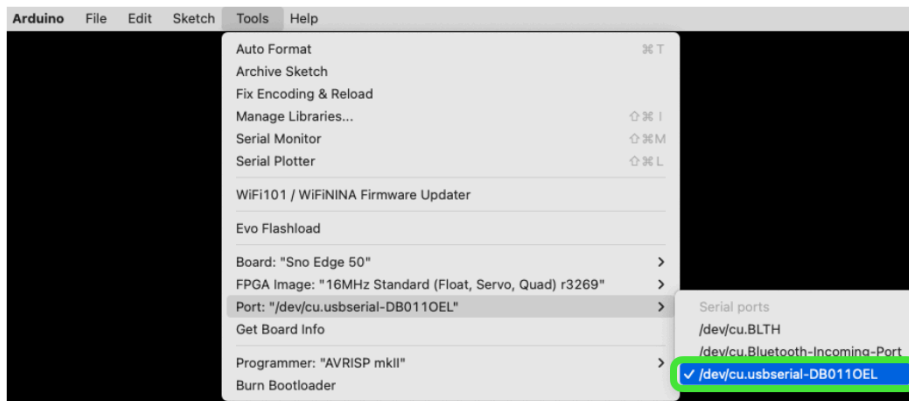 Arduino File Edit Sketch Tools Help
Auto Format ⌘ T
Archive Sketch
Fix Encoding & Reload
Manage Libraries... ⇧⌘ I
Serial Monitor ⇧⌘M
Serial Plotter ⇧⌘ L
WiFi101 / WiFiNINA Firmware Updater
Evo Flashload
Board: "Sno Edge 50"
FPGA Image: "16MHz Standard (Float, Servo, Quad) r3269"
Port: "/dev/cu.usbserial-DB011OEL"
Get Board Info
Programmer: "AVRISP mkII"
Burn Bootloader
Serial ports
/dev/cu.BLTH
/dev/cu.Bluetooth-Incoming-Port
✓ /dev/cu.usbserial-DB011OEL